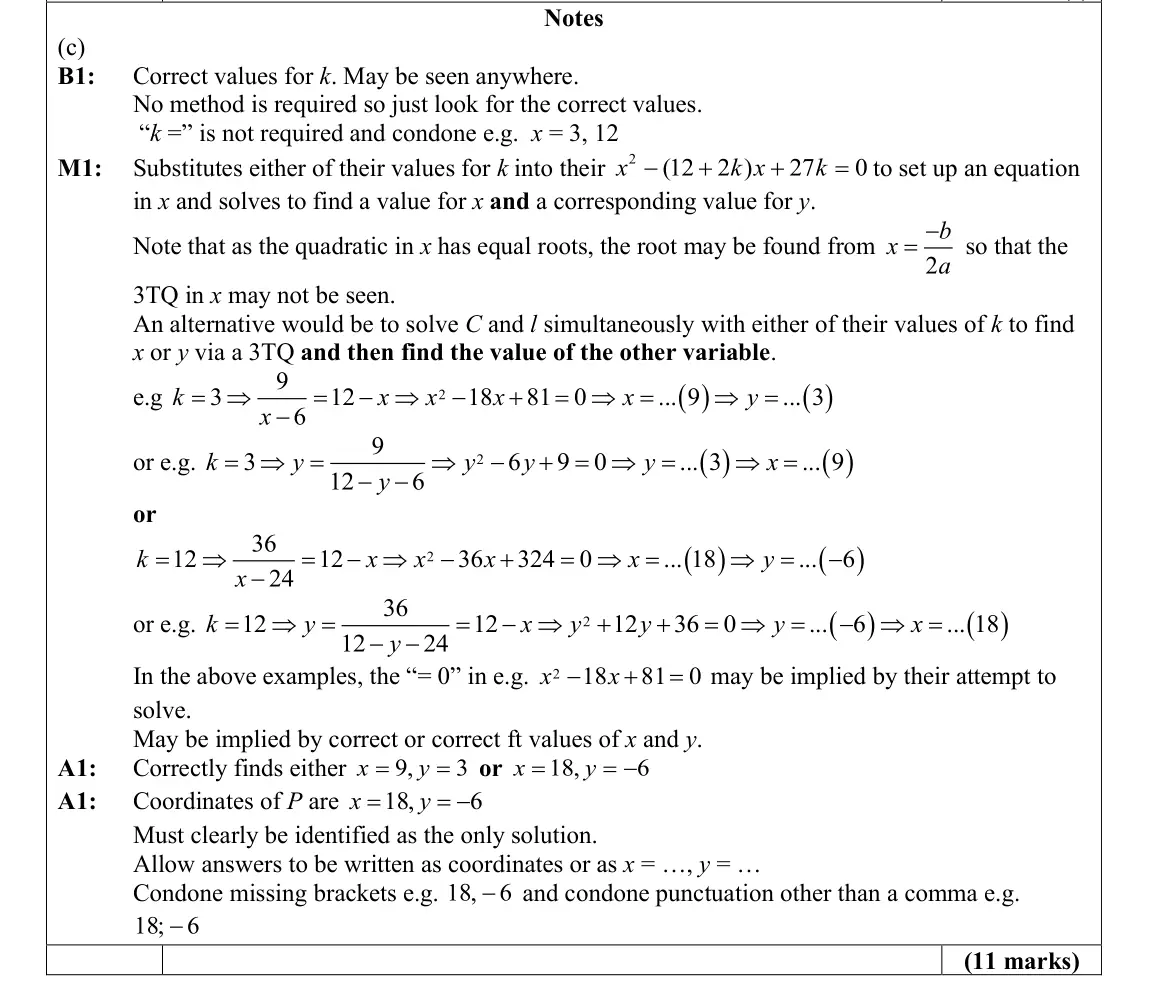 Notes
(c)
B1: Correct values for k. May be seen anywhere.
No method is required so just look for the correct values.
“k =” is not required and condone e.g. x = 3, 12
M1: Substitutes either of their values for k into their x² − (12 + 2k)x + 27k = 0 to set up an equation
in x and solves to find a value for x and a corresponding value for y.
Note that as the quadratic in x has equal roots, the root may be found from x = −b/2a so that the
3TQ in x may not be seen.
An alternative would be to solve C and l simultaneously with either of their values of k to find
x or y via a 3TQ and then find the value of the other variable.
e.g k = 3 ⇒ 9/(x − 6) = 12 − x ⇒ x² − 18x + 81 = 0 ⇒ x = ...(9) ⇒ y = ...(3)
or e.g. k = 3 ⇒ y = 9/(12 − y − 6) ⇒ y² − 6y + 9 = 0 ⇒ y = ...(3) ⇒ x = ...(9)
or
k = 12 ⇒ 36/(x − 24) = 12 − x ⇒ x² − 36x + 324 = 0 ⇒ x = ...(18) ⇒ y = ...(−6)
or e.g. k = 12 ⇒ y = 36/(12 − y − 24) = 12 − x ⇒ y² + 12y + 36 = 0 ⇒ y = ...(−6) ⇒ x = ...(18)
In the above examples, the “= 0” in e.g. x² − 18x + 81 = 0 may be implied by their attempt to
solve.
May be implied by correct or correct ft values of x and y.
A1: Correctly finds either x = 9, y = 3 or x = 18, y = −6
A1: Coordinates of P are x = 18, y = −6
Must clearly be identified as the only solution.
Allow answers to be written as coordinates or as x = …, y = …
Condone missing brackets e.g. 18, − 6 and condone punctuation other than a comma e.g.
18; − 6
(11 marks)